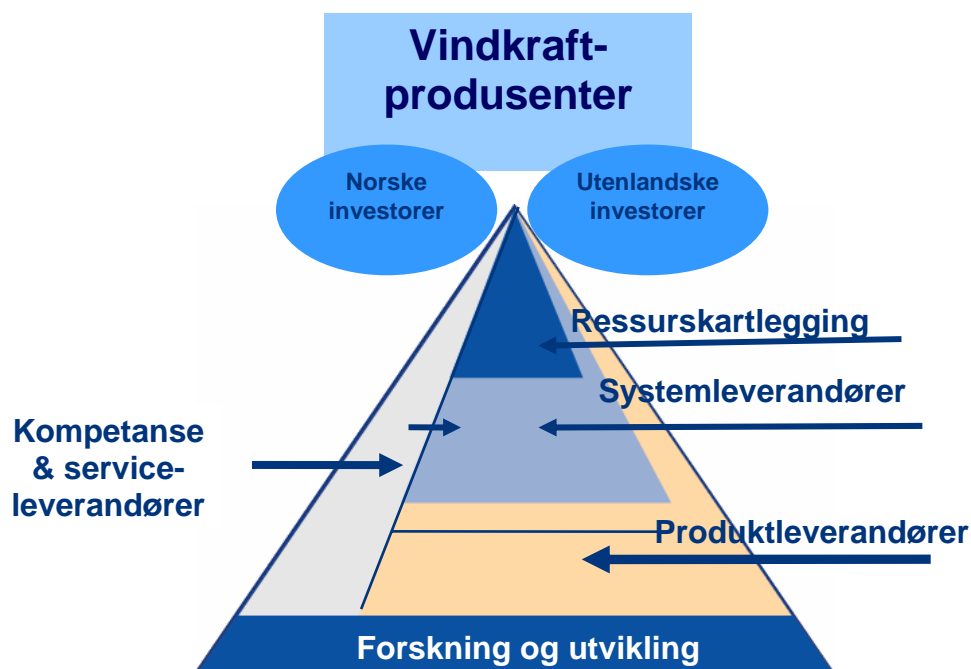 Vindkraft-
produsenter
Norske
investorer
Utenlandske
investorer
Ressurskartlegging
Systemleverandører
Kompetanse
& service-
leverandører
Produktleverandører
Forskning og utvikling